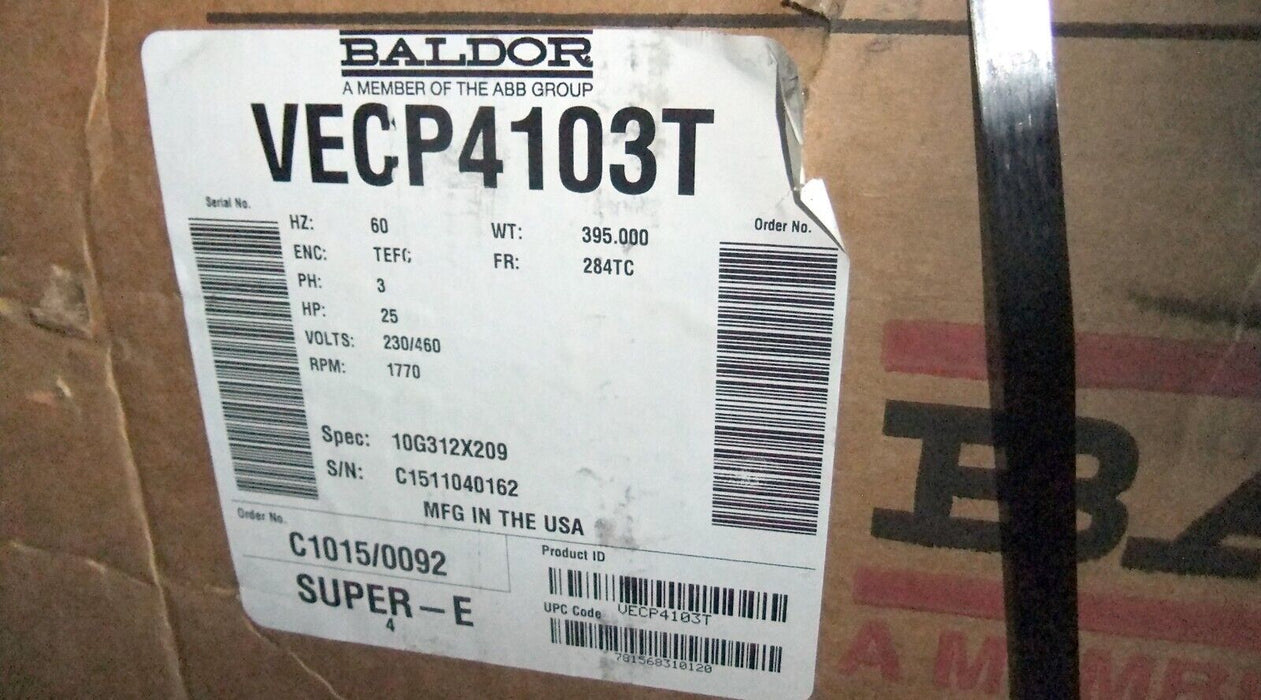 BALDOR
A MEMBER OF THE ABB GROUP
VECP4103T
Serial No.
HZ: 60 WT: 395.000
ENC: TEFC FR: 284TC
PH: 3
HP: 25
VOLTS: 230/460
RPM: 1770
Order No.
Spec: 10G312X209
S/N: C1511040162
MFG IN THE USA
Order No.
C1015/0092
SUPER-E
4
Product ID
VECP4103T
UPC Code
781568310120
BA
A MEMBE